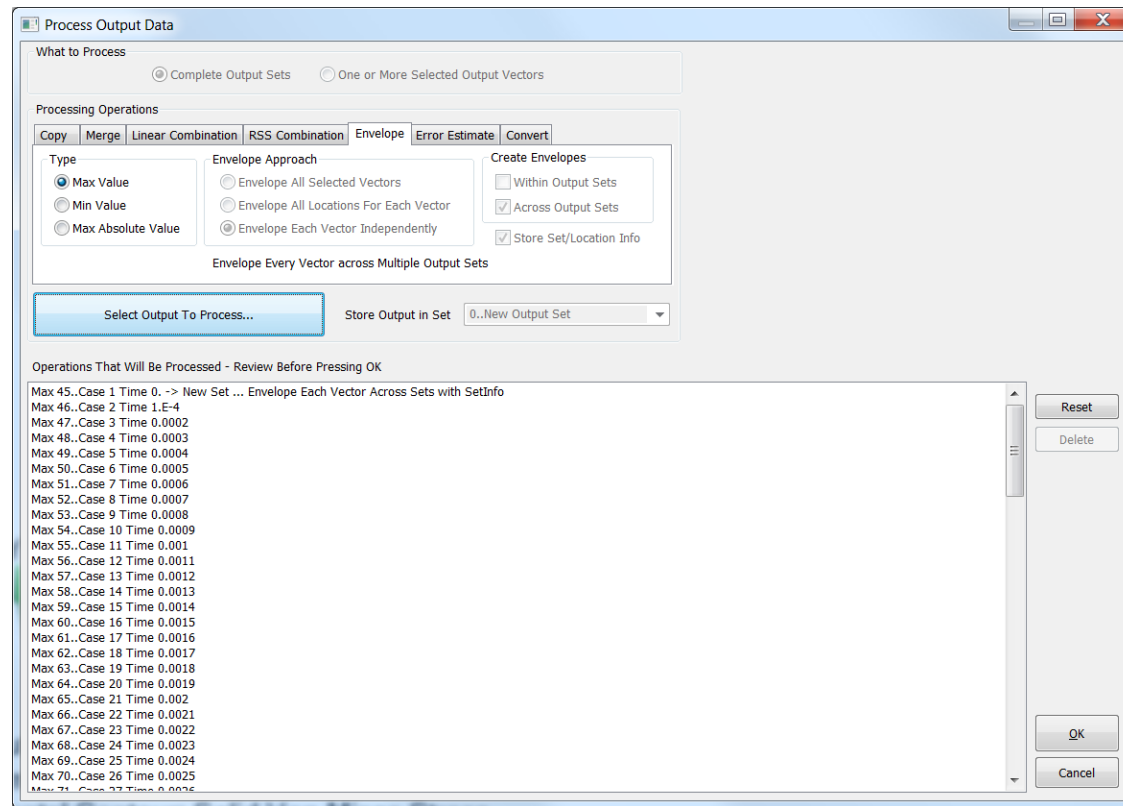 Process Output Data
What to Process
Complete Output Sets One or More Selected Output Vectors
Processing Operations
Copy Merge Linear Combination RSS Combination Envelope Error Estimate Convert
Type Envelope Approach Create Envelopes
Max Value Envelope All Selected Vectors Within Output Sets
Min Value Envelope All Locations For Each Vector Across Output Sets
Max Absolute Value Envelope Each Vector Independently Store Set/Location Info
Envelope Every Vector across Multiple Output Sets
Select Output To Process... Store Output in Set 0..New Output Set
Operations That Will Be Processed - Review Before Pressing OK
Max 45..Case 1 Time 0. -> New Set ... Envelope Each Vector Across Sets with SetInfo
Max 46..Case 2 Time 1.E-4
Max 47..Case 3 Time 0.0002
Max 48..Case 4 Time 0.0003
Max 49..Case 5 Time 0.0004
Max 50..Case 6 Time 0.0005
Max 51..Case 7 Time 0.0006
Max 52..Case 8 Time 0.0007
Max 53..Case 9 Time 0.0008
Max 54..Case 10 Time 0.0009
Max 55..Case 11 Time 0.001
Max 56..Case 12 Time 0.0011
Max 57..Case 13 Time 0.0012
Max 58..Case 14 Time 0.0013
Max 59..Case 15 Time 0.0014
Max 60..Case 16 Time 0.0015
Max 61..Case 17 Time 0.0016
Max 62..Case 18 Time 0.0017
Max 63..Case 19 Time 0.0018
Max 64..Case 20 Time 0.0019
Max 65..Case 21 Time 0.002
Max 66..Case 22 Time 0.0021
Max 67..Case 23 Time 0.0022
Max 68..Case 24 Time 0.0023
Max 69..Case 25 Time 0.0024
Max 70..Case 26 Time 0.0025
Max 71..Case 27 Time 0.0026
Reset
Delete
OK
Cancel